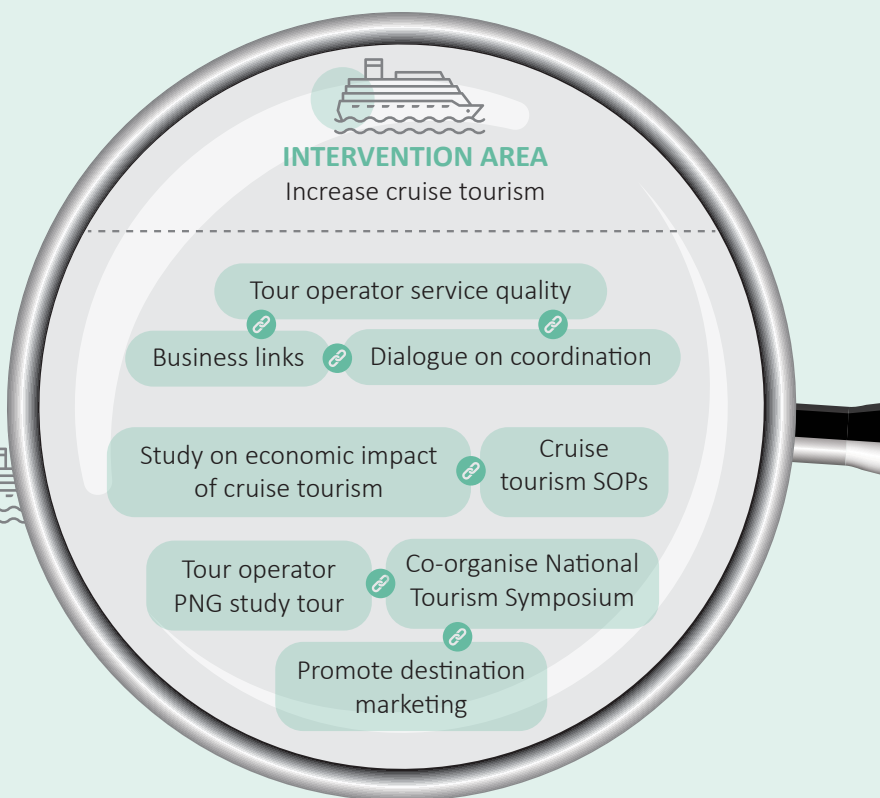 INTERVENTION AREA
Increase cruise tourism
Tour operator service quality
Business links
Dialogue on coordination
Study on economic impact
of cruise tourism
Cruise
tourism SOPs
Tour operator
PNG study tour
Co-organise National
Tourism Symposium
Promote destination
marketing